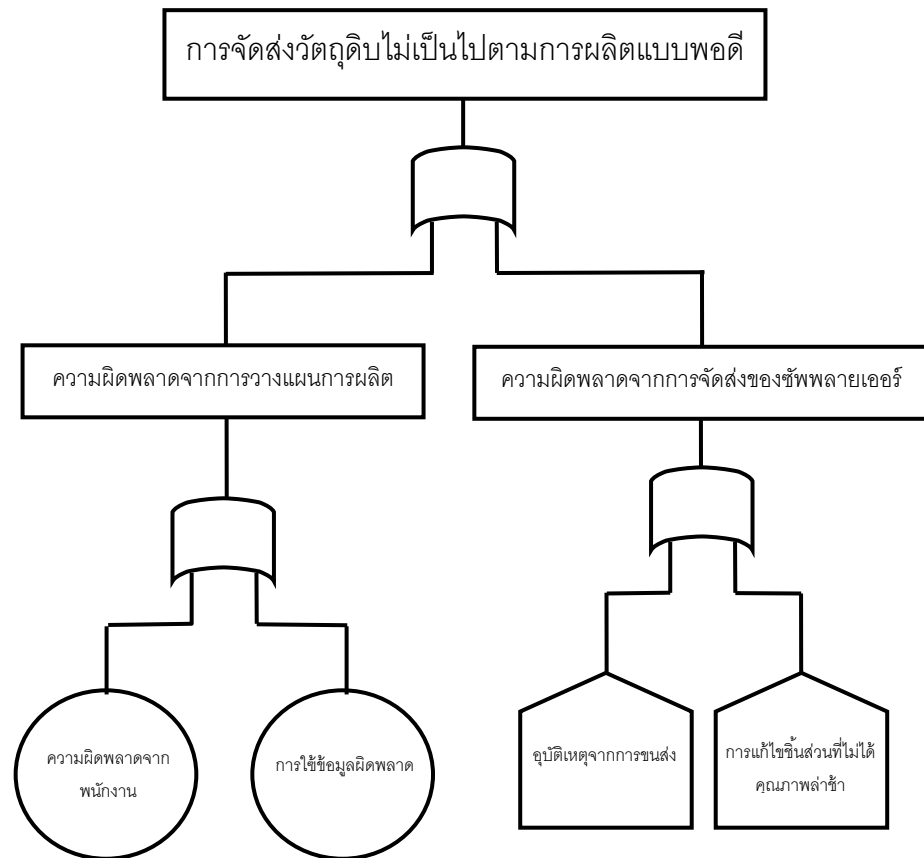 การจัดส่งวัตถุดิบไม่เป็นไปตามการผลิตแบบพอดี
ความผิดพลาดจากการวางแผนการผลิต
ความผิดพลาดจากการจัดส่งของซัพพลายเออร์
ความผิดพลาดจาก
พนักงาน
การใช้ข้อมูลผิดพลาด
อุบัติเหตุจากการขนส่ง
การแก้ไขชิ้นส่วนที่ไม่ได้
คุณภาพล่าช้า